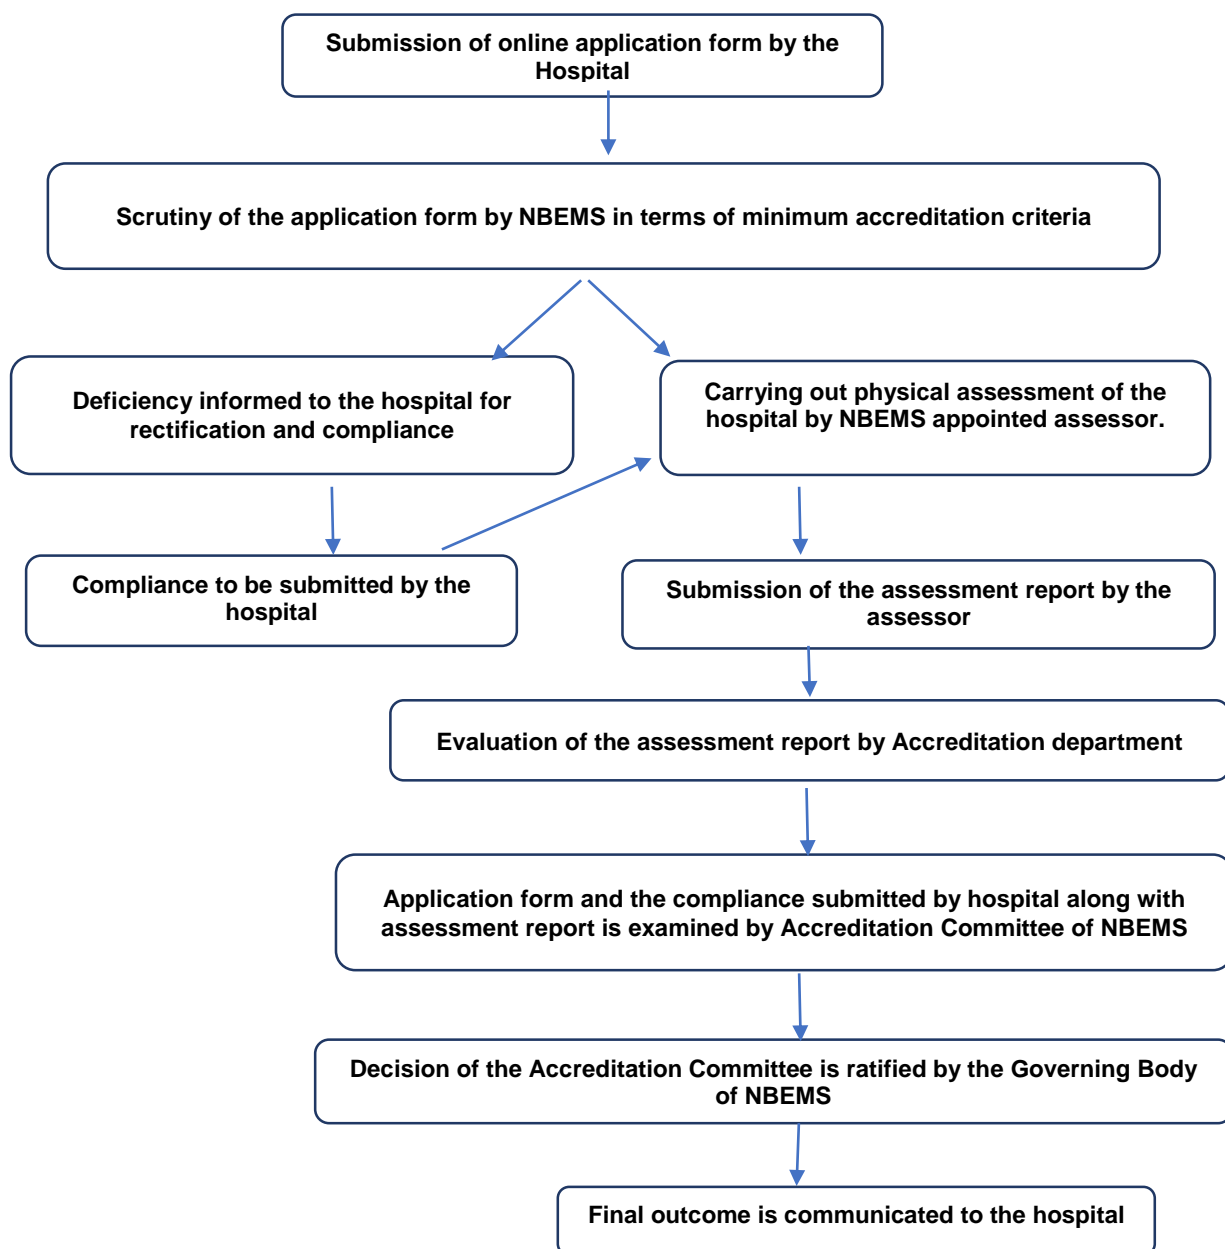 Submission of online application form by the
Hospital
Scrutiny of the application form by NBEMS in terms of minimum accreditation criteria
Deficiency informed to the hospital for
rectification and compliance
Carrying out physical assessment of the
hospital by NBEMS appointed assessor.
Compliance to be submitted by the
hospital
Submission of the assessment report by the
assessor
Evaluation of the assessment report by Accreditation department
Application form and the compliance submitted by hospital along with
assessment report is examined by Accreditation Committee of NBEMS
Decision of the Accreditation Committee is ratified by the Governing Body
of NBEMS
Final outcome is communicated to the hospital